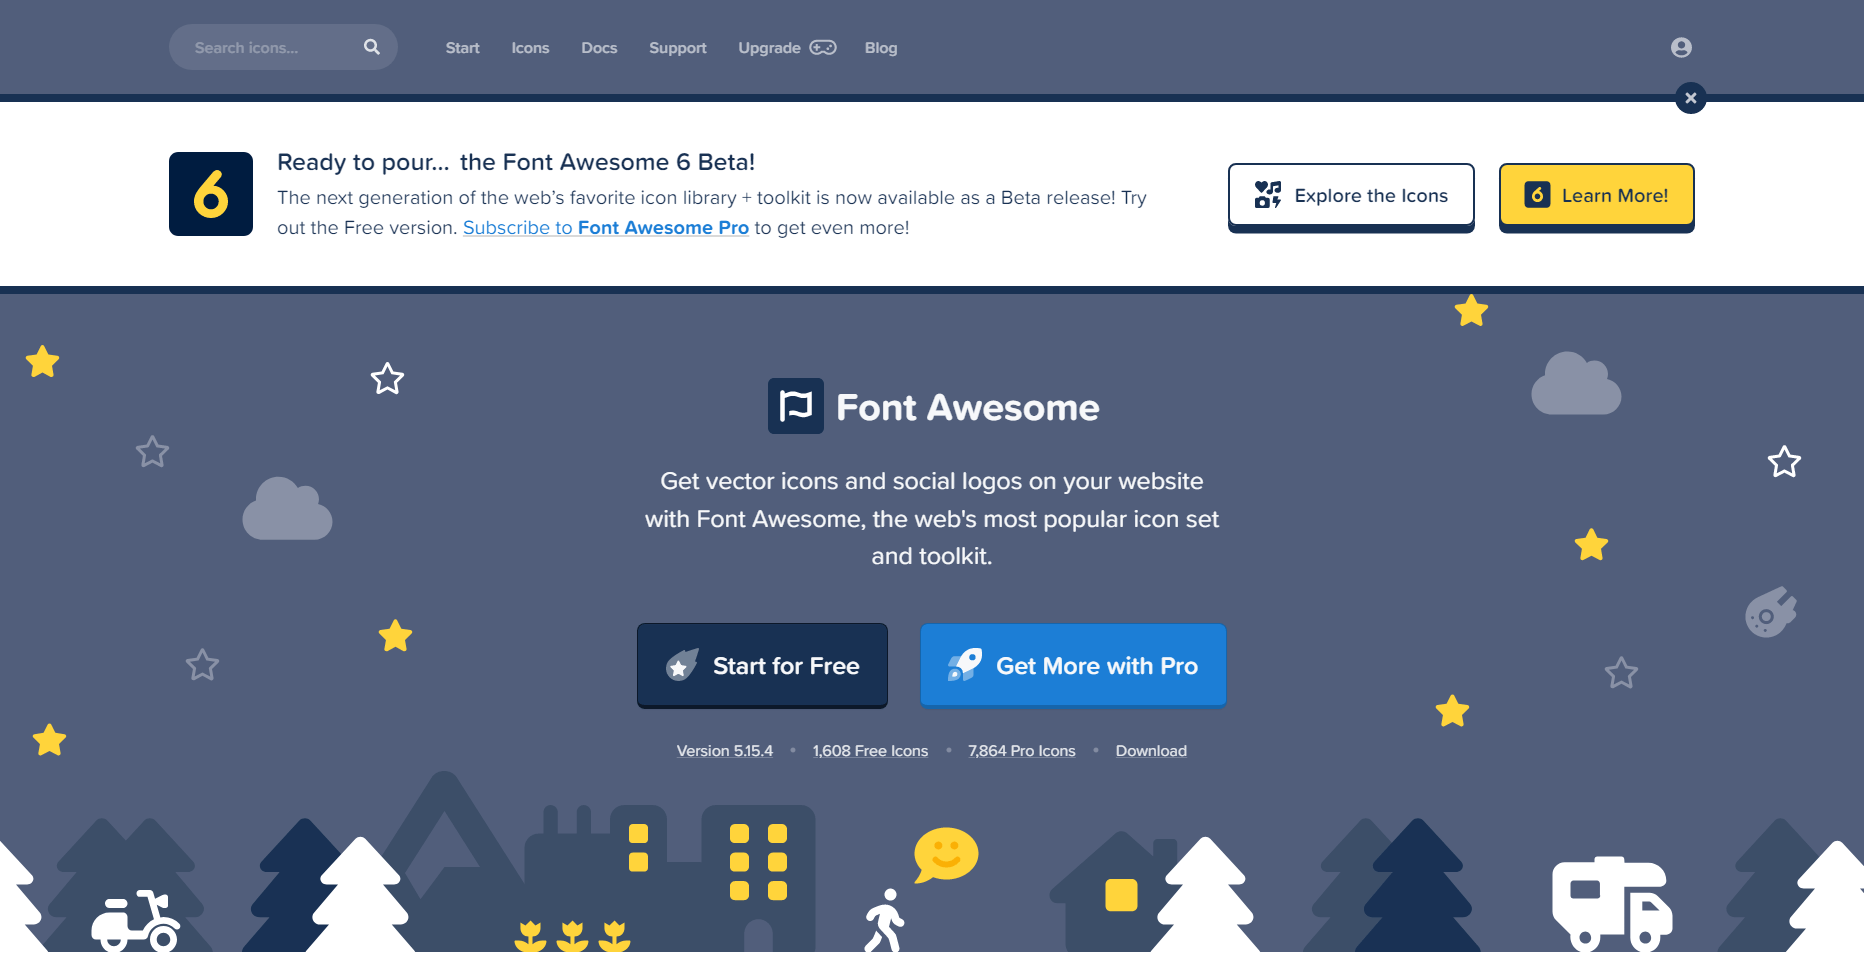 Search icons...
Start
Icons
Docs
Support
Upgrade
Blog
6
Ready to pour... the Font Awesome 6 Beta!
The next generation of the web’s favorite icon library + toolkit is now available as a Beta release! Try
out the Free version. Subscribe to Font Awesome Pro to get even more!
Explore the Icons
6 Learn More!
Font Awesome
Get vector icons and social logos on your website
with Font Awesome, the web's most popular icon set
and toolkit.
Start for Free
Get More with Pro
Version 5.15.4 • 1,608 Free Icons • 7,864 Pro Icons • Download